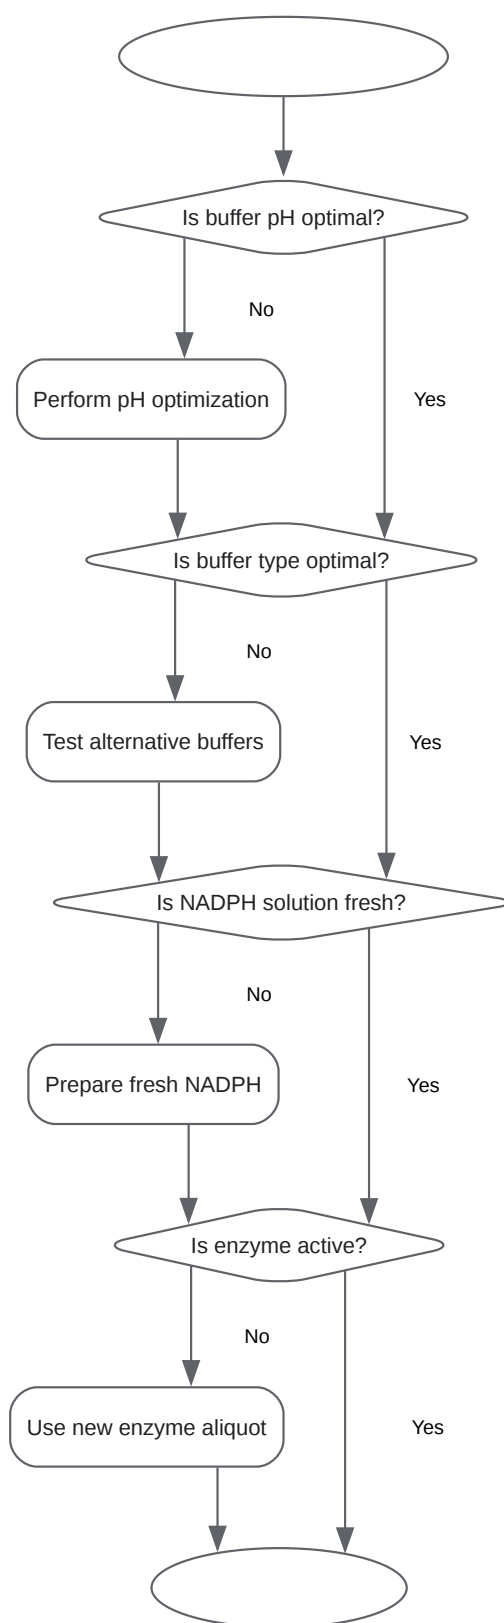 Is buffer pH optimal?
No
Perform pH optimization
Yes
Is buffer type optimal?
No
Test alternative buffers
Yes
Is NADPH solution fresh?
No
Prepare fresh NADPH
Yes
Is enzyme active?
No
Use new enzyme aliquot
Yes